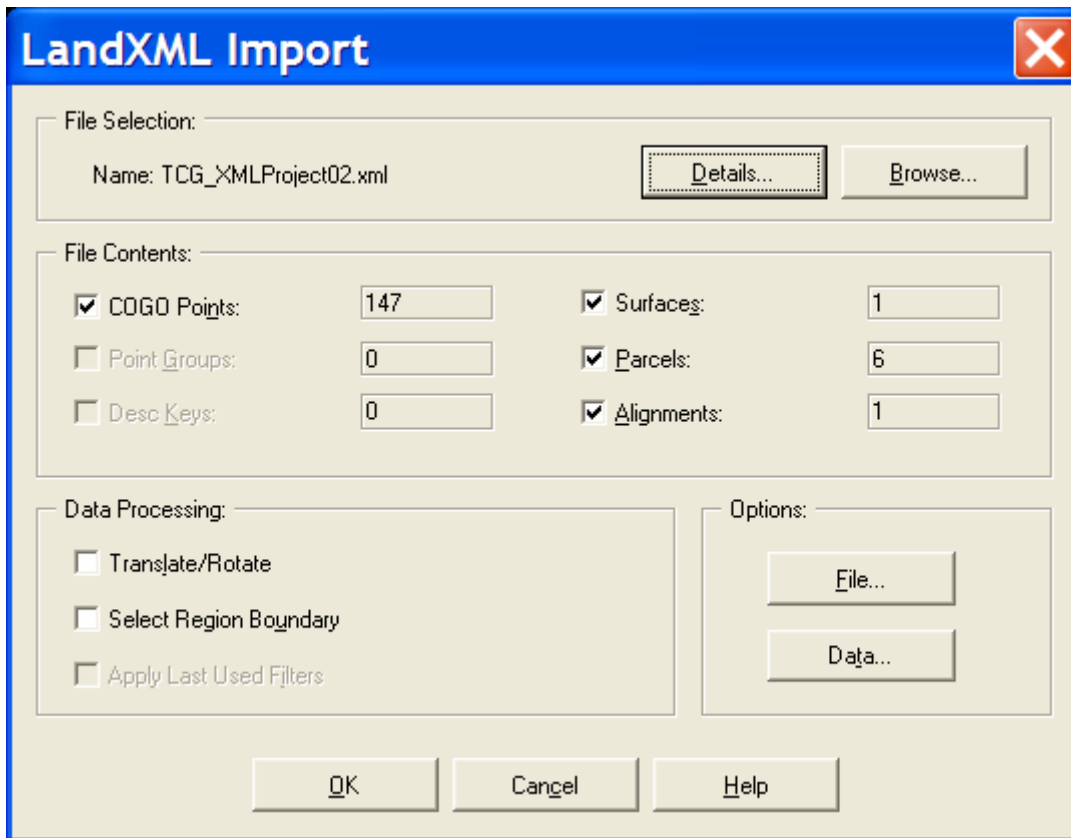 LandXML Import
File Selection:
Name: TCG_XMLProject02.xml Details... Browse...
File Contents:
COGO Points: 147 Surfaces: 1
Point Groups: 0 Parcels: 6
Desc Keys: 0 Alignments: 1
Data Processing: Options:
Translate/Rotate
File...
Select Region Boundary
Data...
Apply Last Used Filters
OK Cancel Help